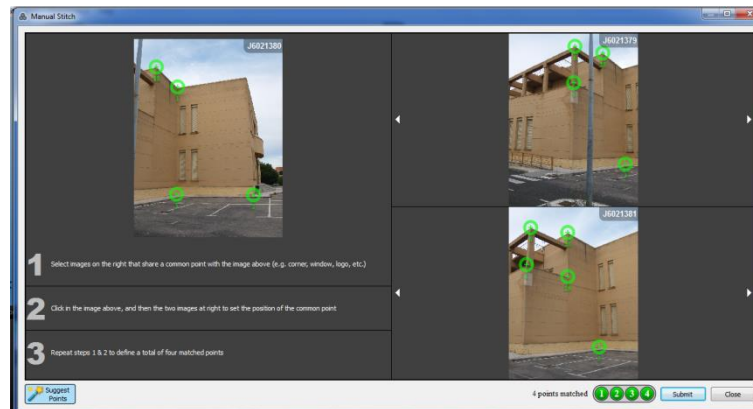 Manual Stitch
J6021380
J6021379
J6021381
1 Select images on the right that share a common point with the image above (e.g. corner, window, logo, etc.)
2 Click in the image above, and then the two images at right to set the position of the common point
3 Repeat steps 1 & 2 to define a total of four matched points
Suggest
Points
4 points matched 1 2 3 4 Submit Close